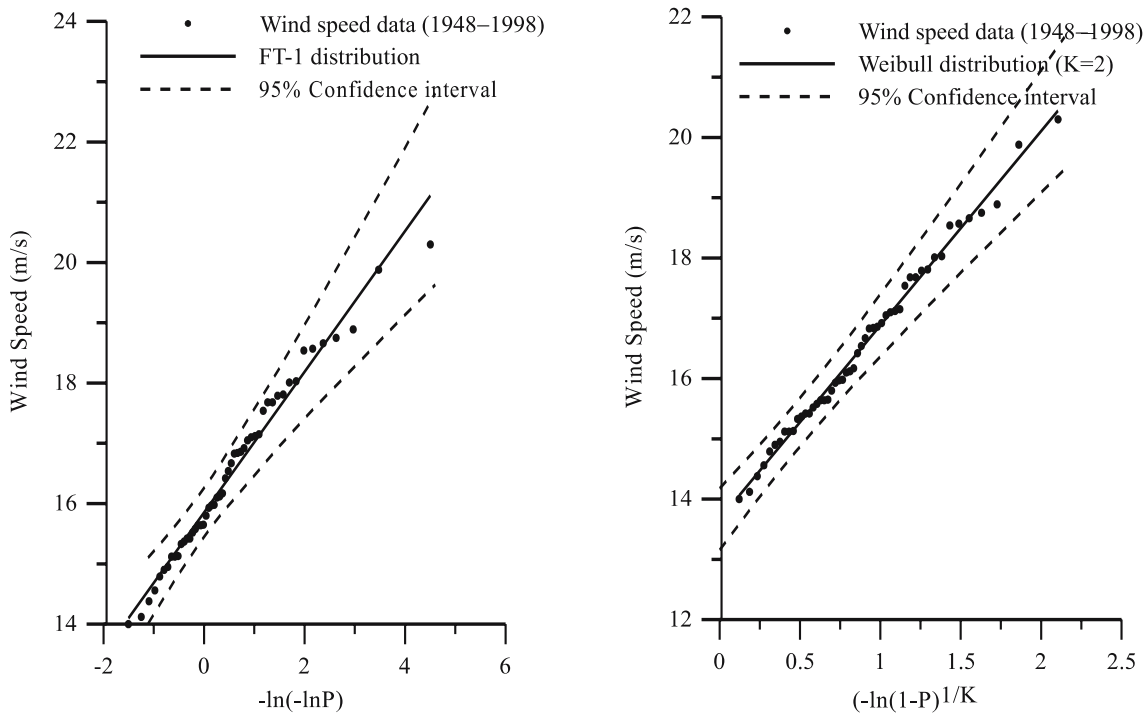 24
Wind speed data (1948–1998)
FT-1 distribution
95% Confidence interval
22
20
18
16
14
Wind Speed (m/s)
-2
0
2
4
6
-ln(-lnP)
22
Wind speed data (1948–1998)
Weibull distribution (K=2)
95% Confidence interval
20
18
16
14
12
Wind Speed (m/s)
0
0.5
1
1.5
2
2.5
(-ln(1-P)1/K